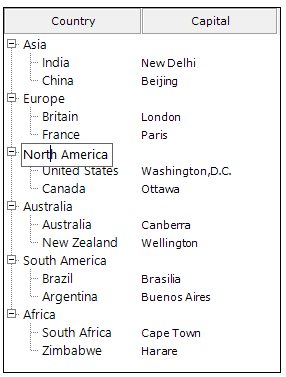 Country Capital
Asia
India New Delhi
China Beijing
Europe
Britain London
France Paris
North America
United States Washington,D.C.
Canada Ottawa
Australia
Australia Canberra
New Zealand Wellington
South America
Brazil Brasilia
Argentina Buenos Aires
Africa
South Africa Cape Town
Zimbabwe Harare